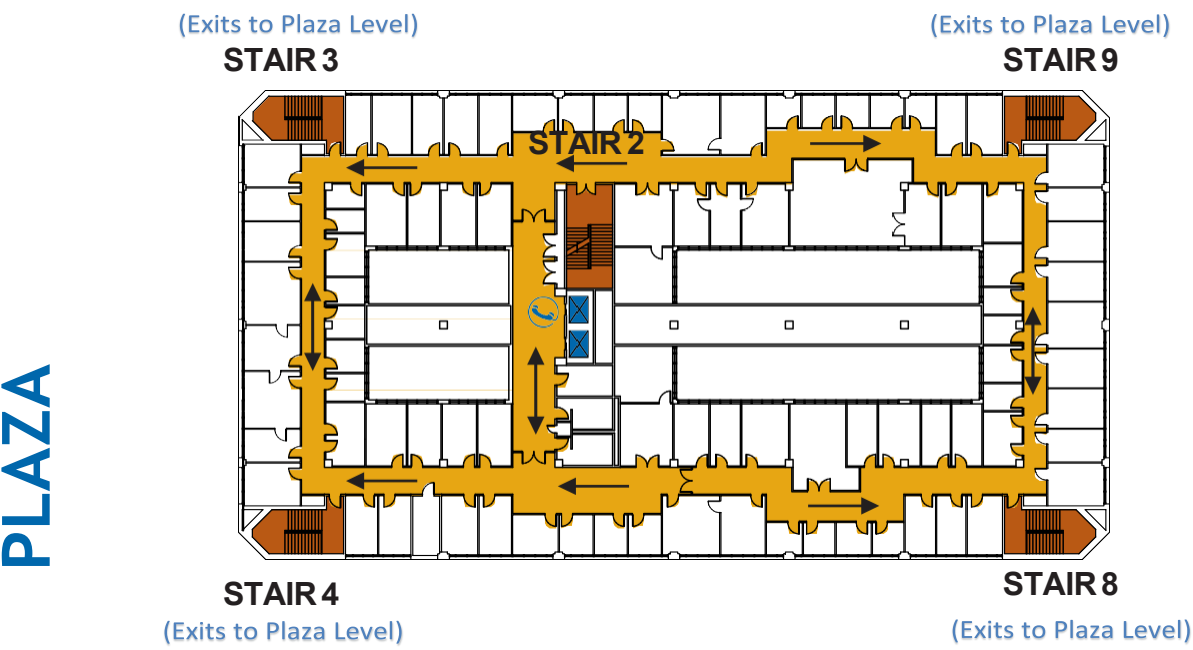 (Exits to Plaza Level)
STAIR 3
(Exits to Plaza Level)
STAIR 9
STAIR 2
PLAZA
STAIR 4
(Exits to Plaza Level)
STAIR 8
(Exits to Plaza Level)